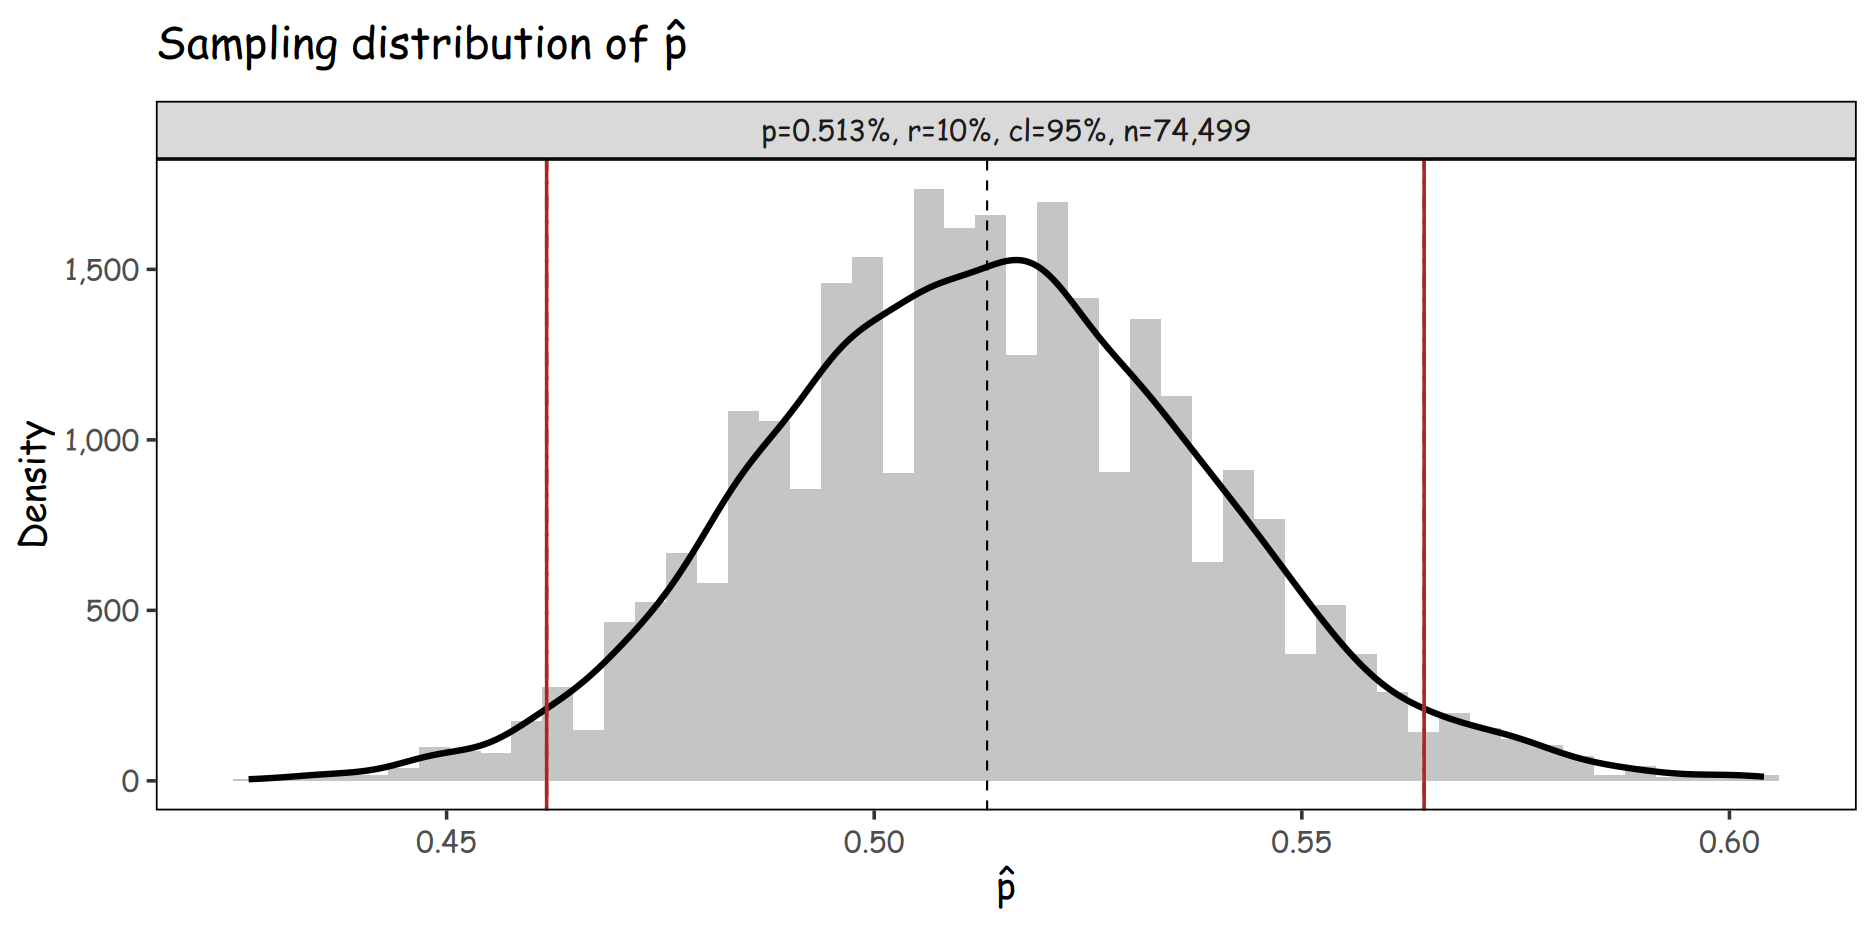 Sampling distribution of p̂
p=0.513%, r=10%, cl=95%, n=74,499
Density
1,500
1,000
500
0
0.45 0.50 0.55 0.60
p̂